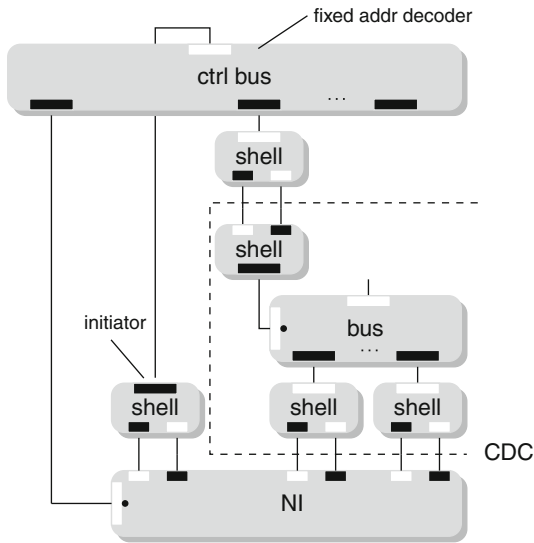 fixed addr decoder
ctrl bus
...
shell
shell
initiator
bus
...
shell
shell
shell
CDC
NI